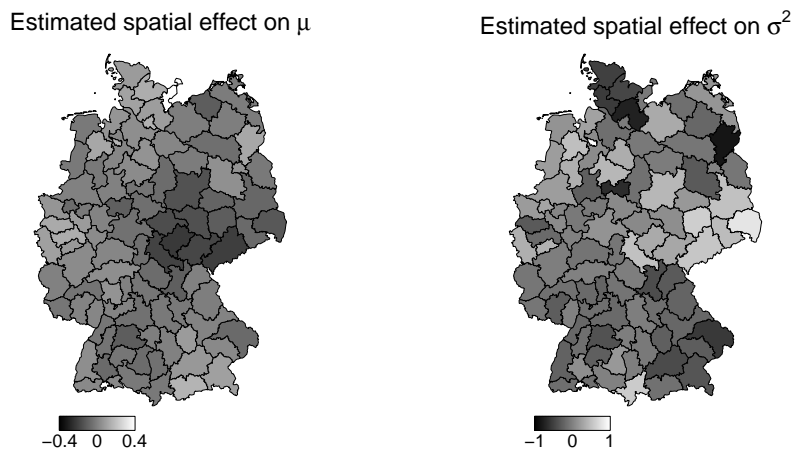 Estimated spatial effect on μ
Estimated spatial effect on σ²
−0.4 0 0.4
−1 0 1